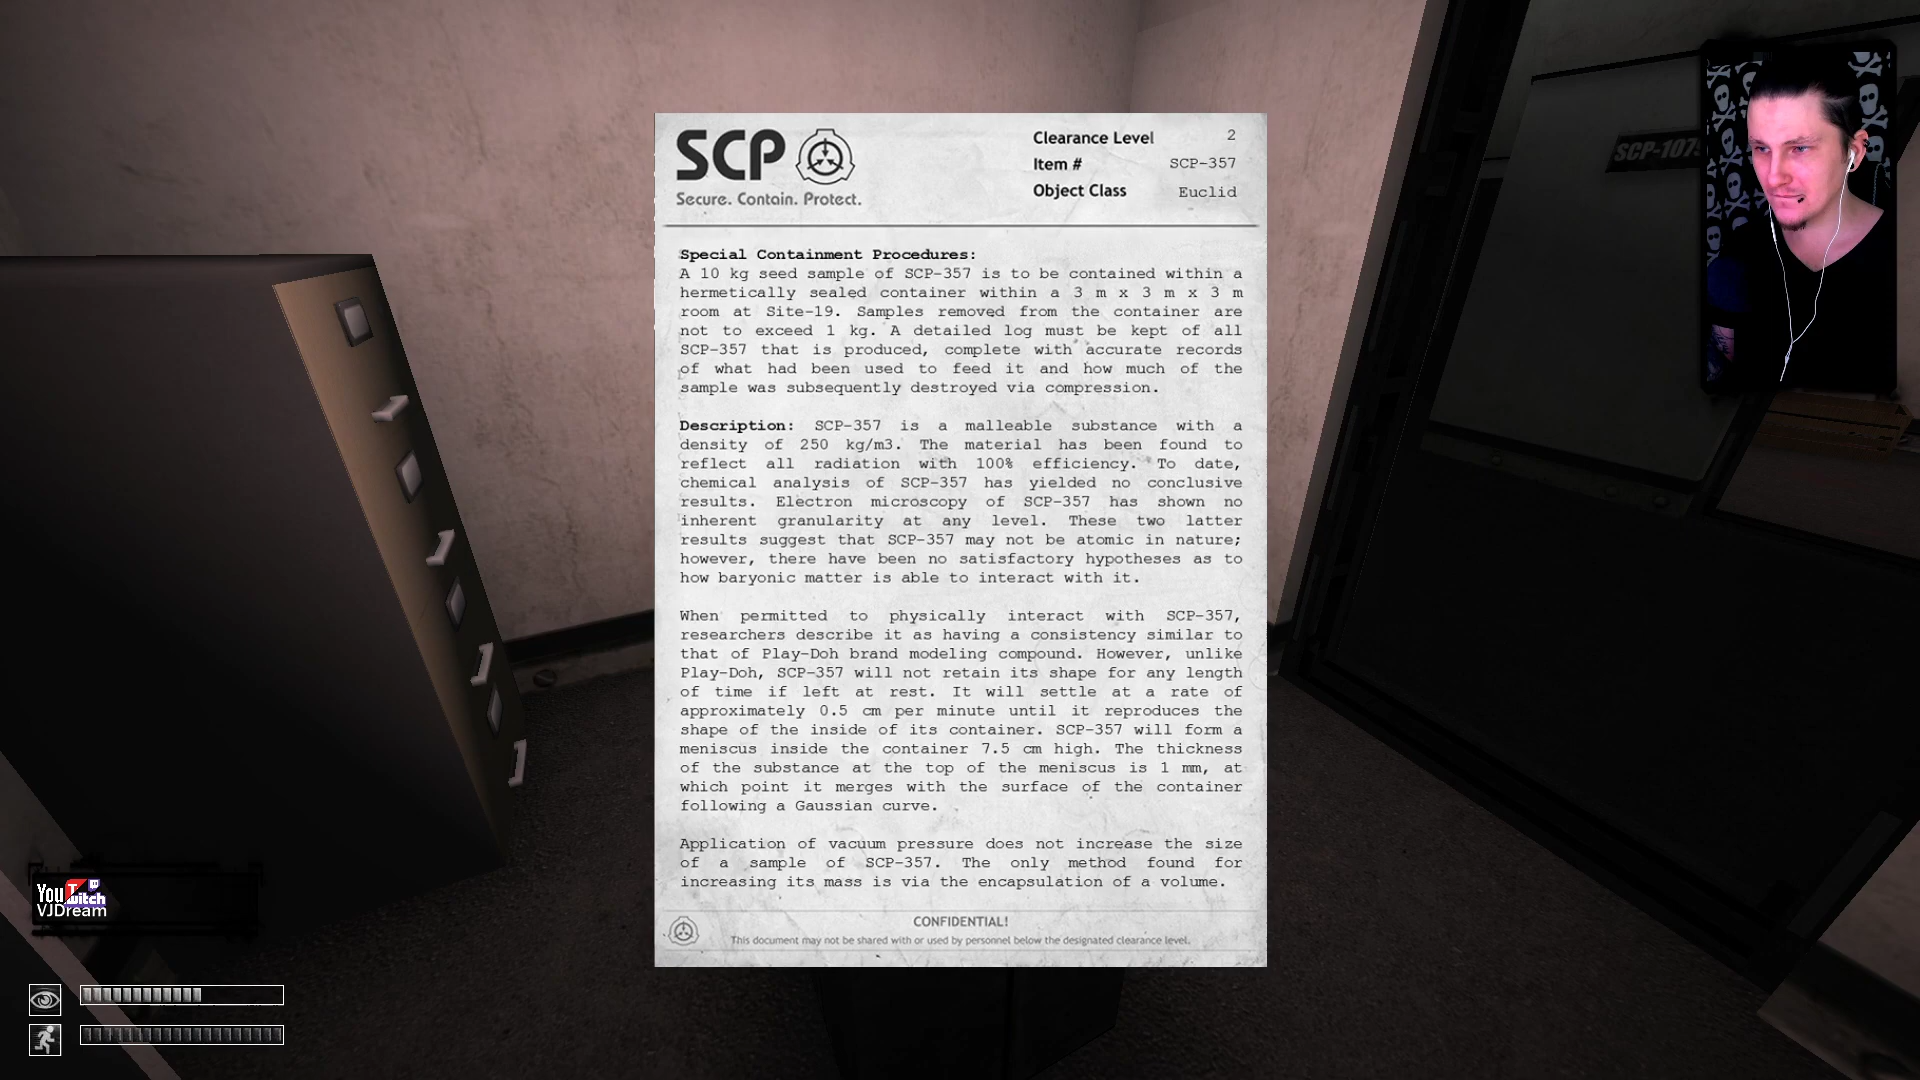 SCP
Secure. Contain. Protect.
Clearance Level 2
Item # SCP-357
Object Class Euclid
Special Containment Procedures:
A 10 kg seed sample of SCP-357 is to be contained within a
hermetically sealed container within a 3 m x 3 m x 3 m
room at Site-19. Samples removed from the container are
not to exceed 1 kg. A detailed log must be kept of all
SCP-357 that is produced, complete with accurate records
of what had been used to feed it and how much of the
sample was subsequently destroyed via compression.
Description: SCP-357 is a malleable substance with a
density of 250 kg/m3. The material has been found to
reflect all radiation with 100% efficiency. To date,
chemical analysis of SCP-357 has yielded no conclusive
results. Electron microscopy of SCP-357 has shown no
inherent granularity at any level. These two latter
results suggest that SCP-357 may not be atomic in nature;
however, there have been no satisfactory hypotheses as to
how baryonic matter is able to interact with it.
When permitted to physically interact with SCP-357,
researchers describe it as having a consistency similar to
that of Play-Doh brand modeling compound. However, unlike
Play-Doh, SCP-357 will not retain its shape for any length
of time if left at rest. It will settle at a rate of
approximately 0.5 cm per minute until it reproduces the
shape of the inside of its container. SCP-357 will form a
meniscus inside the container 7.5 cm high. The thickness
of the substance at the top of the meniscus is 1 mm, at
which point it merges with the surface of the container
following a Gaussian curve.
Application of vacuum pressure does not increase the size
of a sample of SCP-357. The only method found for
increasing its mass is via the encapsulation of a volume.
CONFIDENTIAL!
This document may not be shared with or used by personnel below the designated clearance level.
SCP-1079
You Twitch
VJDream